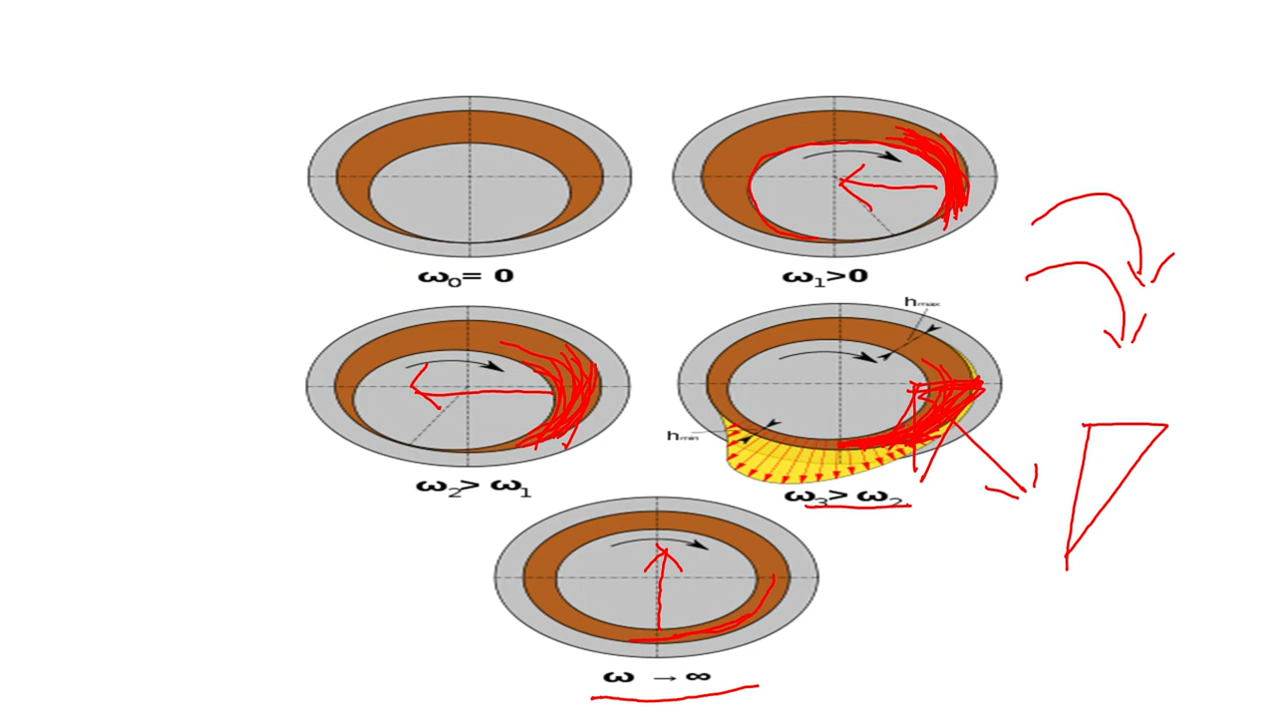 ω₀= 0
ω₁>0
hmax
hmin
ω₂> ω₁
ω₃> ω₂
ω → ∞